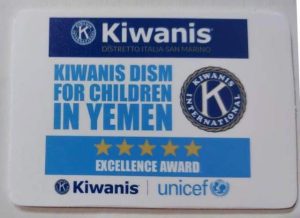 Kiwanis
DISTRETTO ITALIA-SAN MARINO
KIWANIS DISM
FOR CHILDREN
IN YEMEN
K
KIWANIS
INTERNATIONAL
EXCELLENCE AWARD
K Kiwanis | unicef